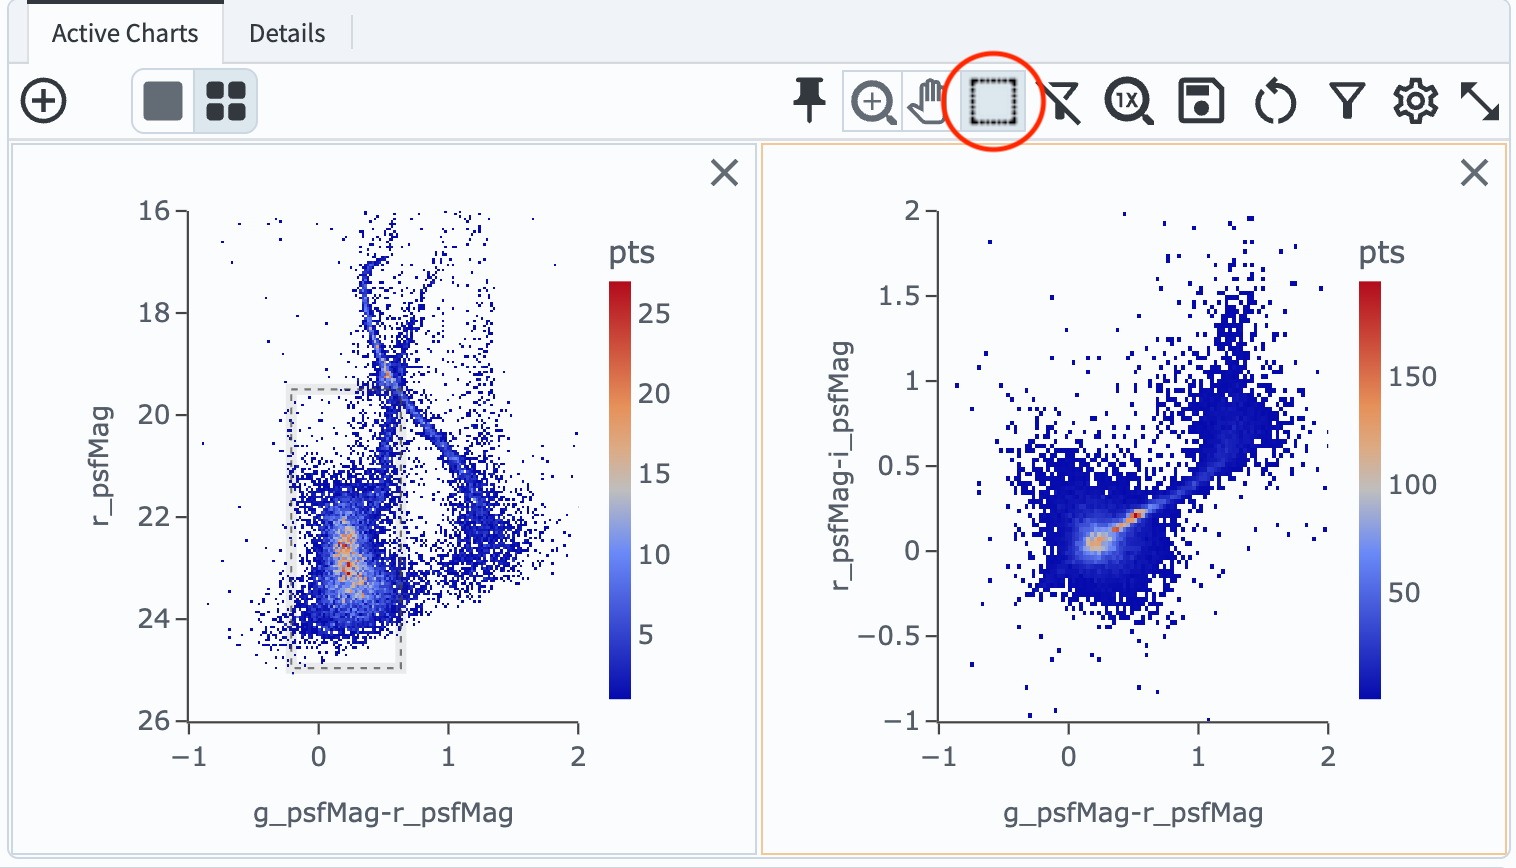 Active Charts Details
1X
16
18
20
22
24
26
−1 0 1 2
r_psfMag
g_psfMag-r_psfMag
pts
25
20
15
10
5
2
1.5
1
0.5
0
−0.5
−1
−1 0 1 2
r_psfMag-i_psfMag
g_psfMag-r_psfMag
pts
150
100
50